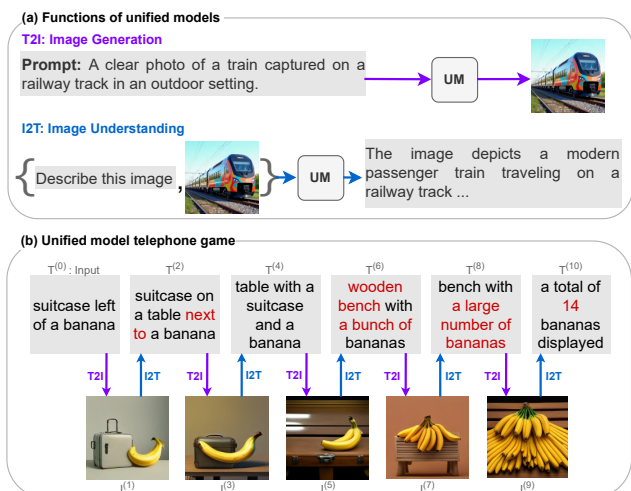 (a) Functions of unified models
T2I: Image Generation
Prompt: A clear photo of a train captured on a
railway track in an outdoor setting.
UM
I2T: Image Understanding
{ Describe this image , }
UM
The image depicts a modern
passenger train traveling on a
railway track ...
(b) Unified model telephone game
T(0) : Input
T(2)
T(4)
T(6)
T(8)
T(10)
suitcase left
of a banana
suitcase on
a table next
to a banana
table with a
suitcase
and a
banana
wooden
bench with
a bunch of
bananas
bench with
a large
number of
bananas
a total of
14
bananas
displayed
T2I
I2T
T2I
I2T
T2I
I2T
T2I
I2T
T2I
I2T
I(1)
I(3)
I(5)
I(7)
I(9)